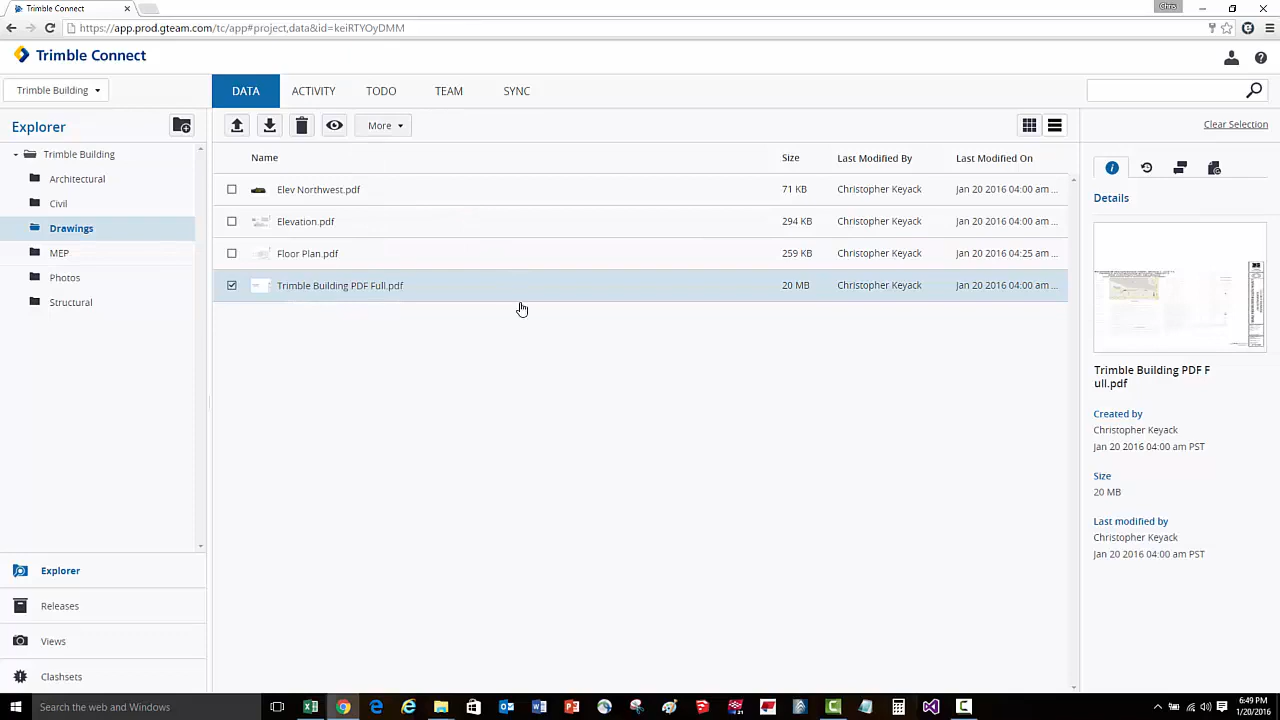 Trimble Connect
Chris
https://app.prod.gteam.com/tc/app#project,data&id=keiRTYOyDMM
Trimble Connect
Trimble Building
DATA
ACTIVITY
TODO
TEAM
SYNC
Explorer
More
Clear Selection
Trimble Building
Architectural
Civil
Drawings
MEP
Photos
Structural
Name
Size
Last Modified By
Last Modified On
Elev Northwest.pdf
71 KB
Christopher Keyack
Jan 20 2016 04:00 am ...
Elevation.pdf
294 KB
Christopher Keyack
Jan 20 2016 04:00 am ...
Floor Plan.pdf
259 KB
Christopher Keyack
Jan 20 2016 04:25 am ...
Trimble Building PDF Full.pdf
20 MB
Christopher Keyack
Jan 20 2016 04:00 am ...
Details
Trimble Building PDF F
ull.pdf
Created by
Christopher Keyack
Jan 20 2016 04:00 am PST
Size
20 MB
Last modified by
Christopher Keyack
Jan 20 2016 04:00 am PST
Explorer
Releases
Views
Clashsets
Search the web and Windows
6:49 PM
1/20/2016